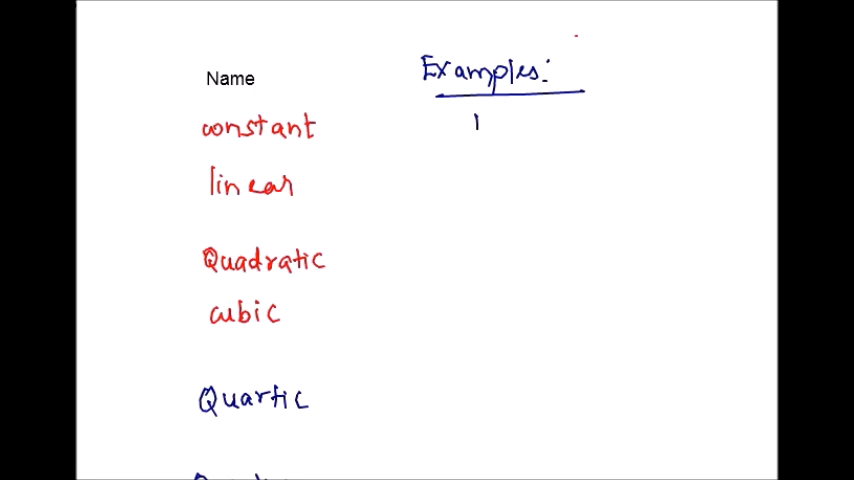 Name Examples:
constant 1
linear
Quadratic
cubic
Quartic